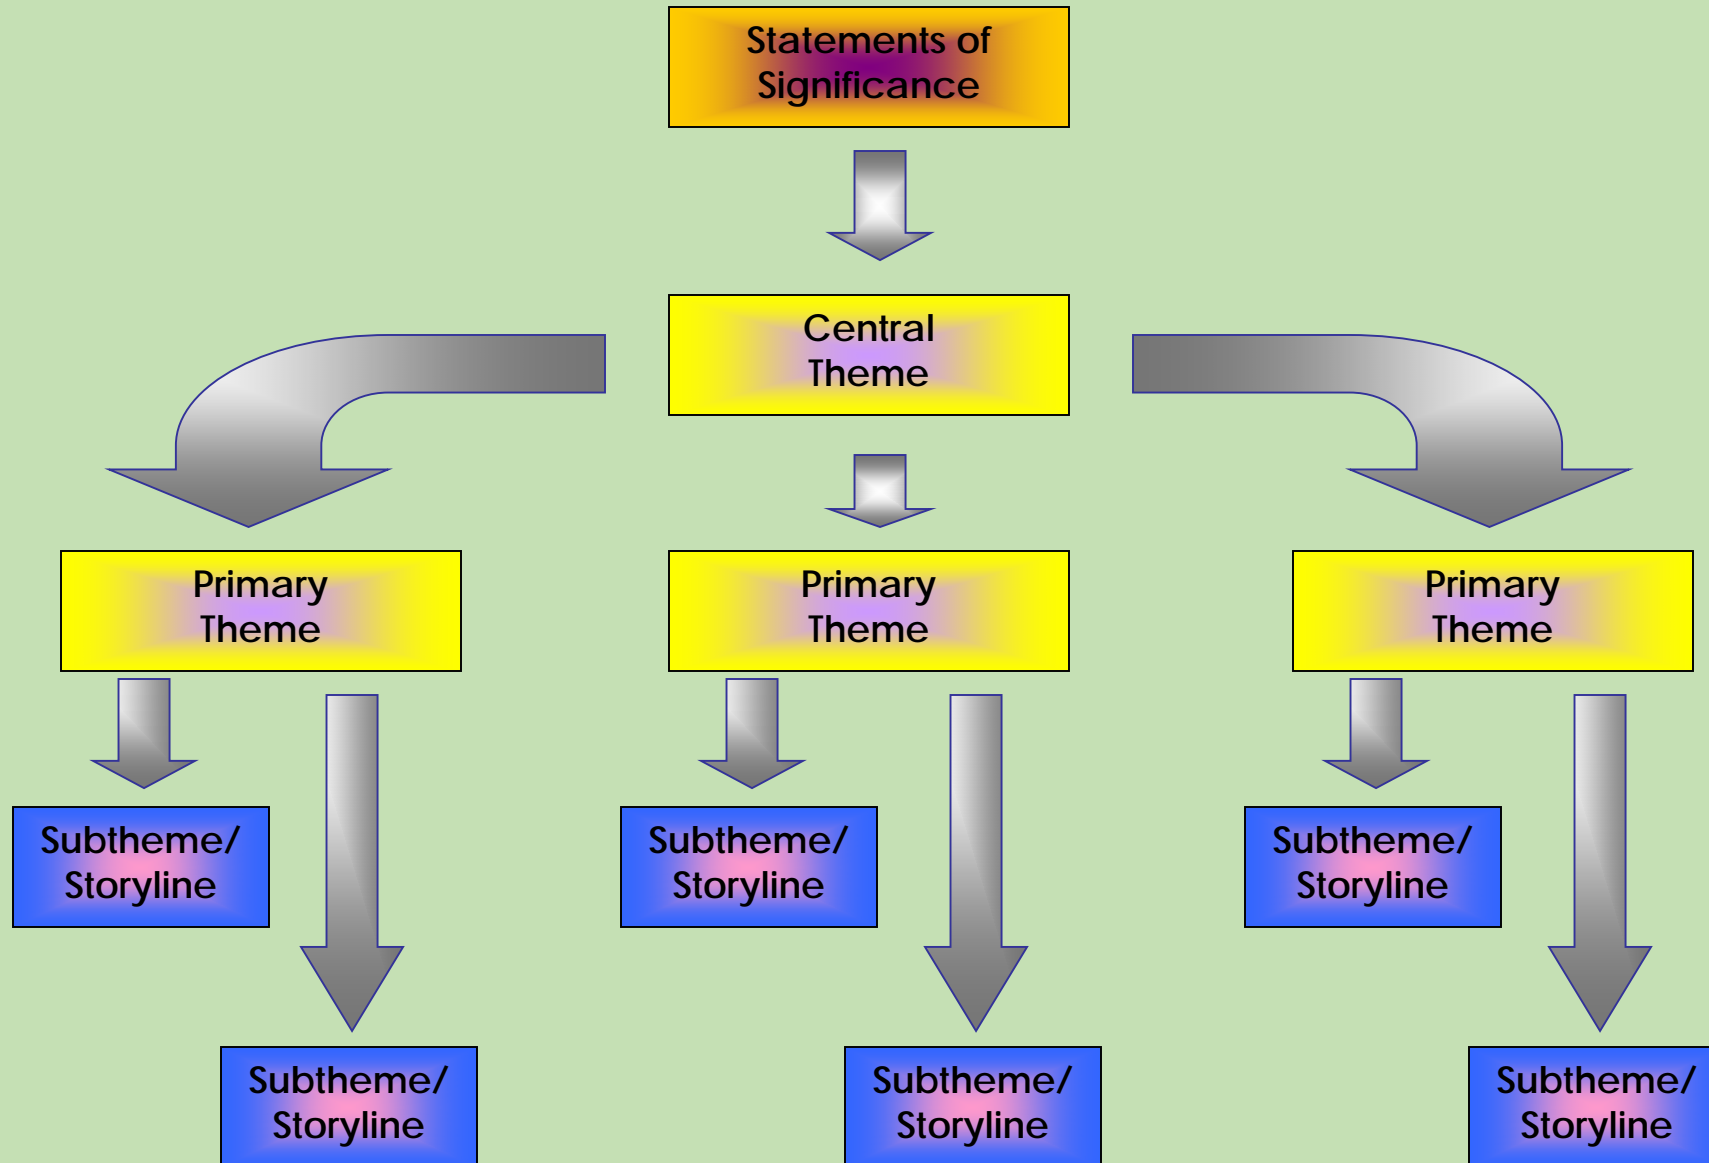 Statements of
Significance
Central
Theme
Primary
Theme
Primary
Theme
Primary
Theme
Subtheme/
Storyline
Subtheme/
Storyline
Subtheme/
Storyline
Subtheme/
Storyline
Subtheme/
Storyline
Subtheme/
Storyline